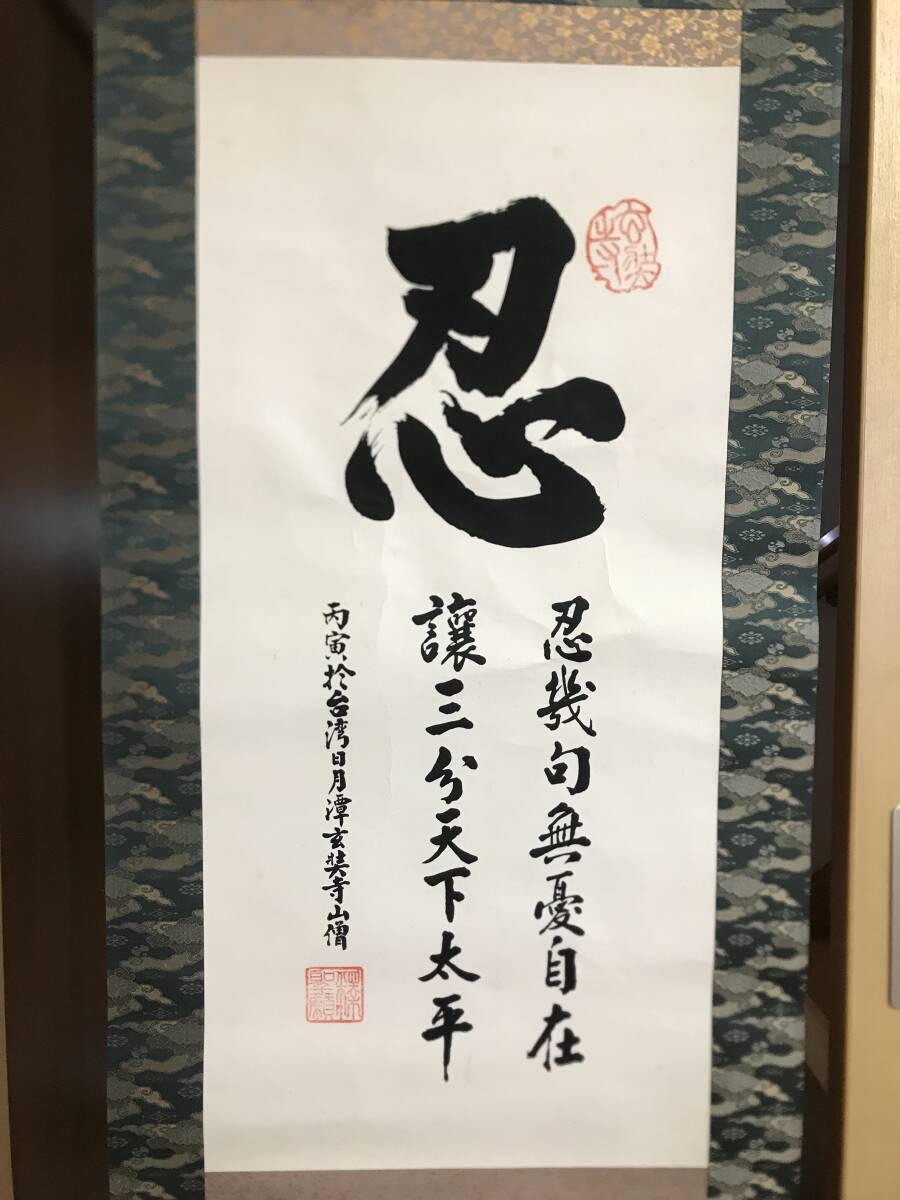 忍
忍幾句無憂自在
讓三分天下太平
丙寅於台湾日月潭玄奘寺山僧